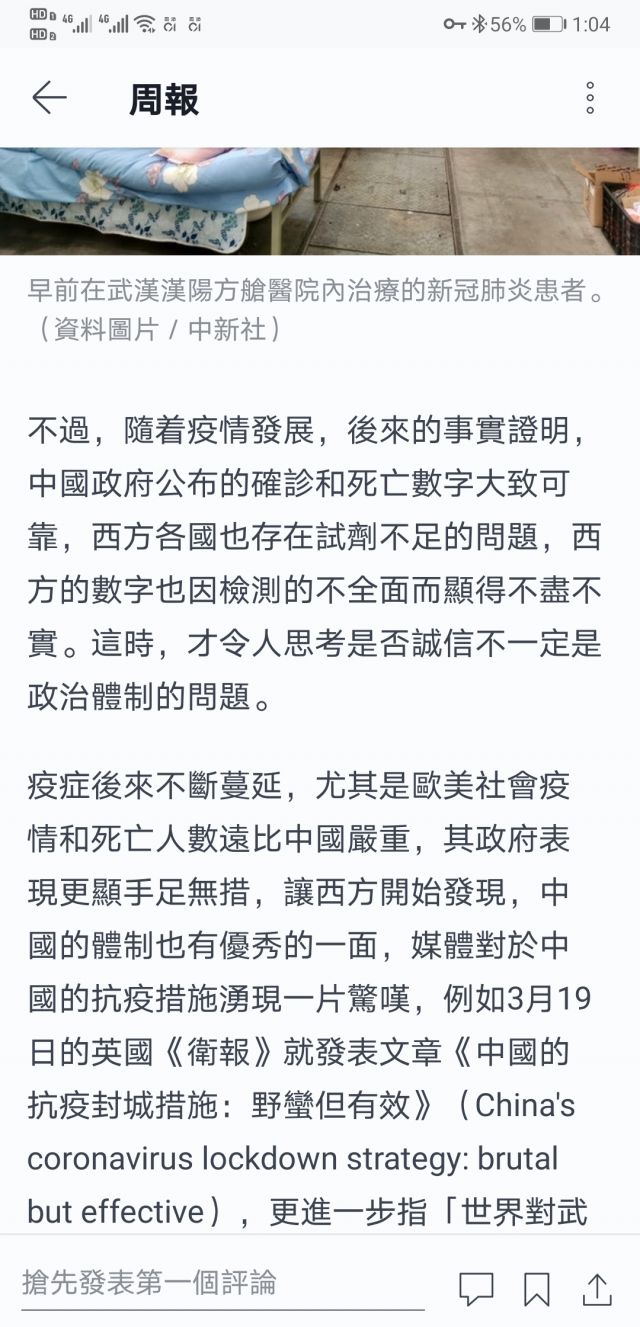 HD 1 4G 4G 56% 1:04
HD 2
周報
早前在武漢漢陽方艙醫院內治療的新冠肺炎患者。
（資料圖片 / 中新社）
不過，隨着疫情發展，後來的事實證明，
中國政府公布的確診和死亡數字大致可
靠，西方各國也存在試劑不足的問題，西
方的數字也因檢測的不全面而顯得不盡不
實。這時，才令人思考是否誠信不一定是
政治體制的問題。
疫症後來不斷蔓延，尤其是歐美社會疫
情和死亡人數遠比中國嚴重，其政府表
現更顯手足無措，讓西方開始發現，中
國的體制也有優秀的一面，媒體對於中
國的抗疫措施湧現一片驚嘆，例如3月19
日的英國《衛報》就發表文章《中國的
抗疫封城措施：野蠻但有效》（China's
coronavirus lockdown strategy: brutal
but effective），更進一步指「世界對武
搶先發表第一個評論